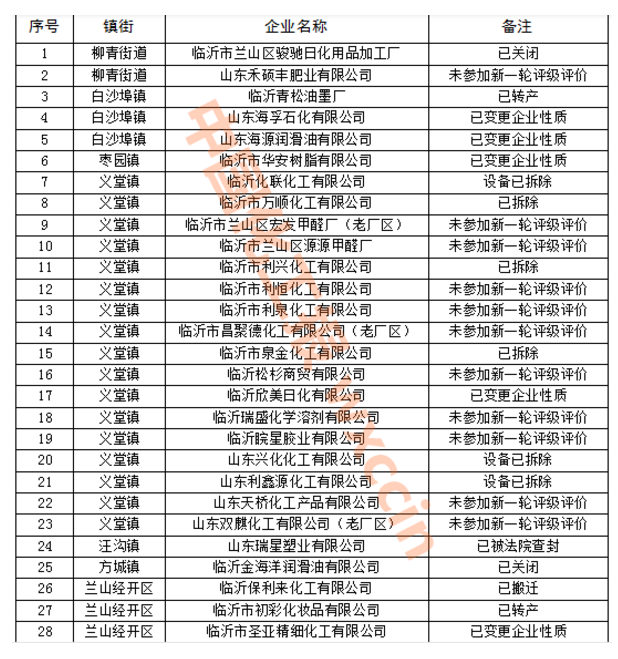 序号 镇街 企业名称 备注
1 柳青街道 临沂市兰山区骏驰日化用品加工厂 已关闭
2 柳青街道 山东禾硕丰肥业有限公司 未参加新一轮评级评价
3 白沙埠镇 临沂青松油墨厂 已转产
4 白沙埠镇 山东海孚石化有限公司 已变更企业性质
5 白沙埠镇 山东海源润滑油有限公司 已变更企业性质
6 枣园镇 临沂市华安树脂有限公司 已变更企业性质
7 义堂镇 临沂化联化工有限公司 设备已拆除
8 义堂镇 临沂市万顺化工有限公司 已拆除
9 义堂镇 临沂市兰山区宏发甲醛厂（老厂区） 未参加新一轮评级评价
10 义堂镇 临沂市兰山区源源甲醛厂 未参加新一轮评级评价
11 义堂镇 临沂市利兴化工有限公司 已拆除
12 义堂镇 临沂市利恒化工有限公司 未参加新一轮评级评价
13 义堂镇 临沂市利泉化工有限公司 未参加新一轮评级评价
14 义堂镇 临沂市昌聚德化工有限公司（老厂区） 未参加新一轮评级评价
15 义堂镇 临沂市泉金化工有限公司 已拆除
16 义堂镇 临沂松杉商贸有限公司 未参加新一轮评级评价
17 义堂镇 临沂欣美日化有限公司 已变更企业性质
18 义堂镇 临沂瑞盛化学溶剂有限公司 未参加新一轮评级评价
19 义堂镇 临沂皖星胶业有限公司 未参加新一轮评级评价
20 义堂镇 山东兴化化工有限公司 设备已拆除
21 义堂镇 山东利鑫源化工有限公司 设备已拆除
22 义堂镇 山东天桥化工产品有限公司 未参加新一轮评级评价
23 义堂镇 山东双麒化工有限公司（老厂区） 未参加新一轮评级评价
24 汪沟镇 山东瑞星塑业有限公司 已被法院查封
25 方城镇 临沂金海洋润滑油有限公司 已关闭
26 兰山经开区 临沂保利来化工有限公司 已搬迁
27 兰山经开区 临沂市初彩化妆品有限公司 已转产
28 兰山经开区 临沂市圣亚精细化工有限公司 已变更企业性质